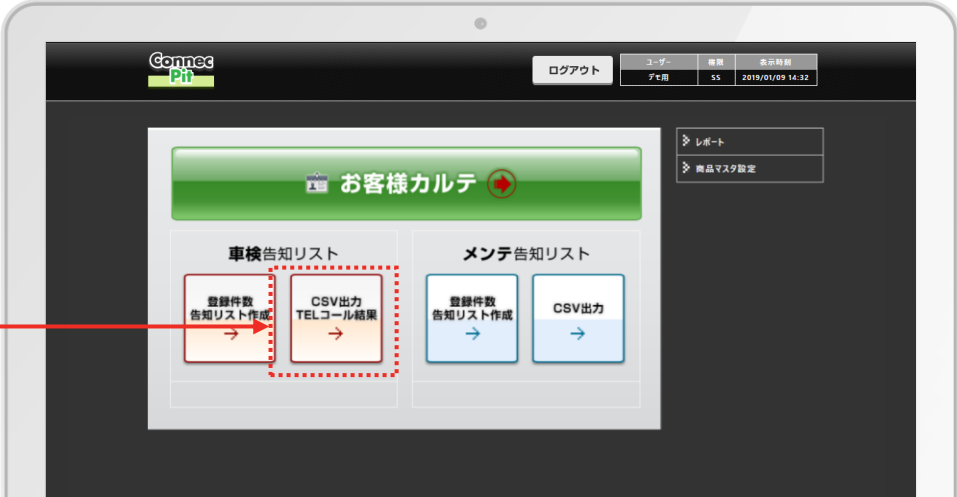 Connec
Pit
ログアウト
ユーザー 権限 表示時刻
デモ用 SS 2019/01/09 14:32
レポート
商品マスタ設定
お客様カルテ
車検告知リスト
メンテ告知リスト
登録件数
告知リスト作成
CSV出力
TELコール結果
登録件数
告知リスト作成
CSV出力